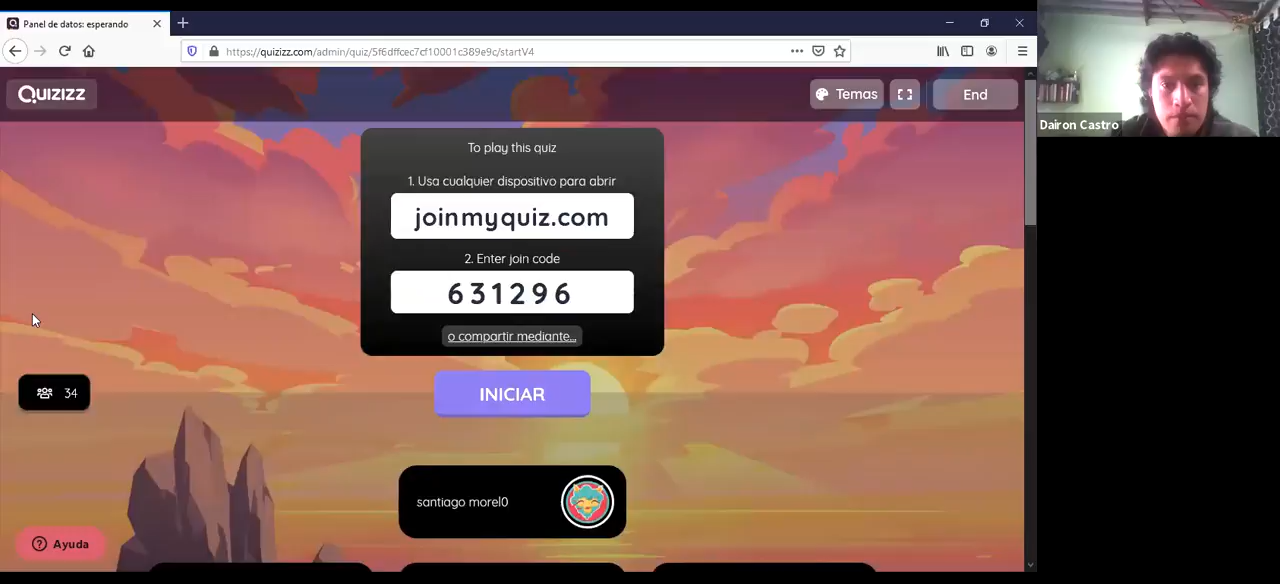 Panel de datos: esperando
https://quizizz.com/admin/quiz/5f6dffcec7cf10001c389e9c/startV4
QUIZIZZ
Temas
End
Dairon Castro
To play this quiz
1. Usa cualquier dispositivo para abrir
joinmyquiz.com
2. Enter join code
631296
o compartir mediante...
34
INICIAR
santiago morel0
Ayuda